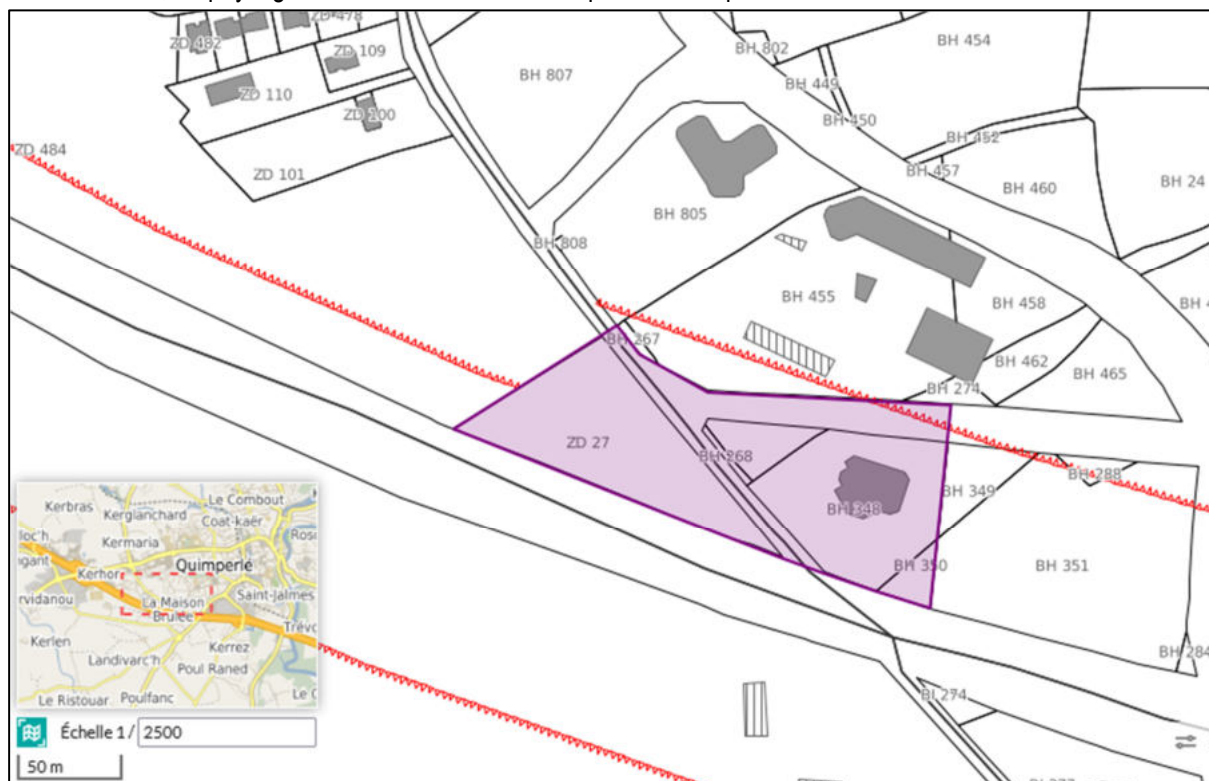 ZD 478
ZD 482
ZD 109
BH 802
BH 454
BH 807
BH 449
ZD 110
ZD 100
BH 450
BH 452
ZD 484
BH 457
ZD 101
BH 460
BH 24
BH 805
BH 808
BH 455
BH 458
BH 267
BH 462
BH 465
BH 274
ZD 27
BH 268
BH 288
BH 349
BH 348
BH 350
BH 351
BH 284
BI 274
Le Combout
Kerbras
Kerglanchard
Coat-kaër
Kermaria
Quimperlé
Kerhor
Saint-Jalmes
La Maison
Brulée
Kerlen
Kerrez
Landivarc'h
Poul Raned
Le Ristouar
Poulfanc
Échelle 1 / 2500
50 m